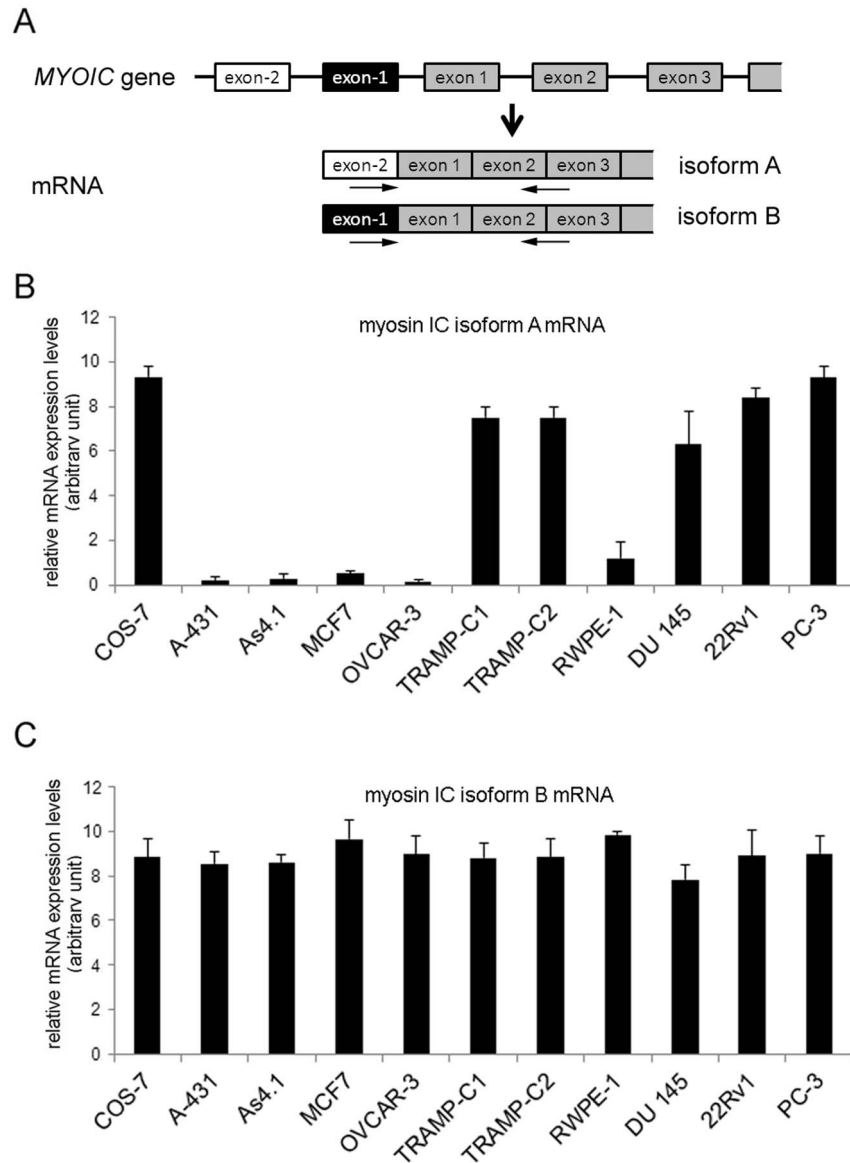 A
MYOIC gene
exon-2 exon-1 exon 1 exon 2 exon 3
mRNA
exon-2 exon 1 exon 2 exon 3 isoform A
exon-1 exon 1 exon 2 exon 3 isoform B
B
relative mRNA expression levels
(arbitrary unit)
myosin IC isoform A mRNA
12
10
8
6
4
2
0
COS-7 A-431 As4.1 MCF7 OVCAR-3 TRAMP-C1 TRAMP-C2 RWPE-1 DU 145 22Rv1 PC-3
C
relative mRNA expression levels
(arbitrary unit)
myosin IC isoform B mRNA
12
10
8
6
4
2
0
COS-7 A-431 As4.1 MCF7 OVCAR-3 TRAMP-C1 TRAMP-C2 RWPE-1 DU 145 22Rv1 PC-3